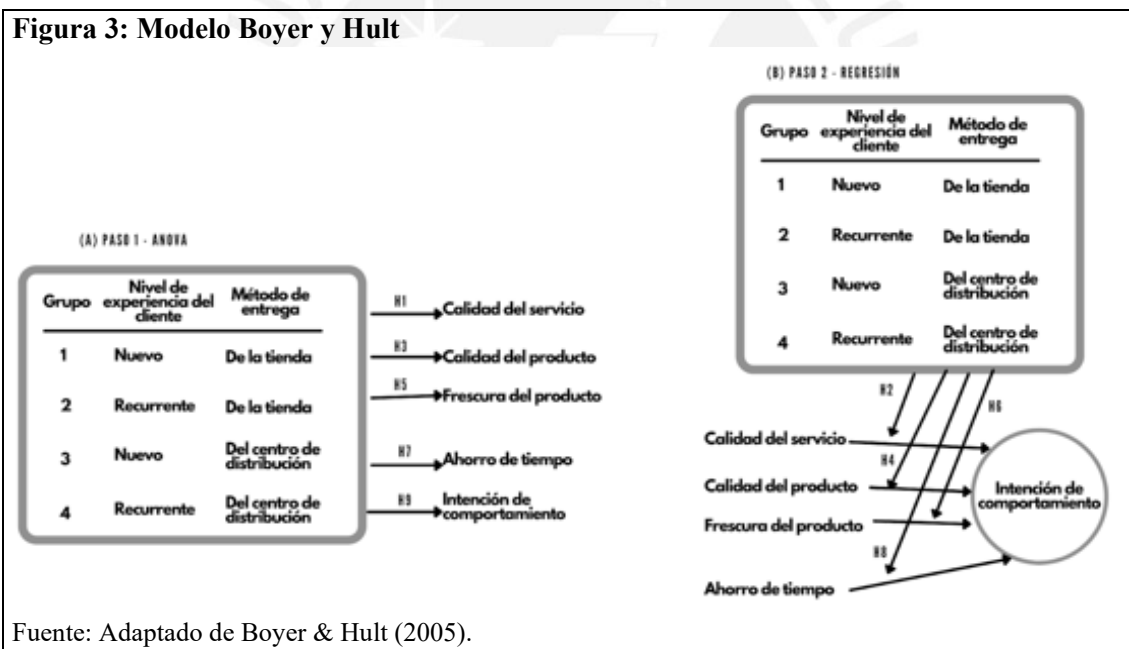 Figura 3: Modelo Boyer y Hult
(A) PASO 1 - ANOVA
Grupo Nivel de experiencia del cliente Método de entrega
1 Nuevo De la tienda
2 Recurrente De la tienda
3 Nuevo Del centro de distribución
4 Recurrente Del centro de distribución
H1 Calidad del servicio
H3 Calidad del producto
H5 Frescura del producto
H7 Ahorro de tiempo
H9 Intención de comportamiento
(B) PASO 2 - REGRESIÓN
Grupo Nivel de experiencia del cliente Método de entrega
1 Nuevo De la tienda
2 Recurrente De la tienda
3 Nuevo Del centro de distribución
4 Recurrente Del centro de distribución
H2
H6
Calidad del servicio
H4
Calidad del producto
Frescura del producto
H8
Ahorro de tiempo
Intención de comportamiento
Fuente: Adaptado de Boyer & Hult (2005).